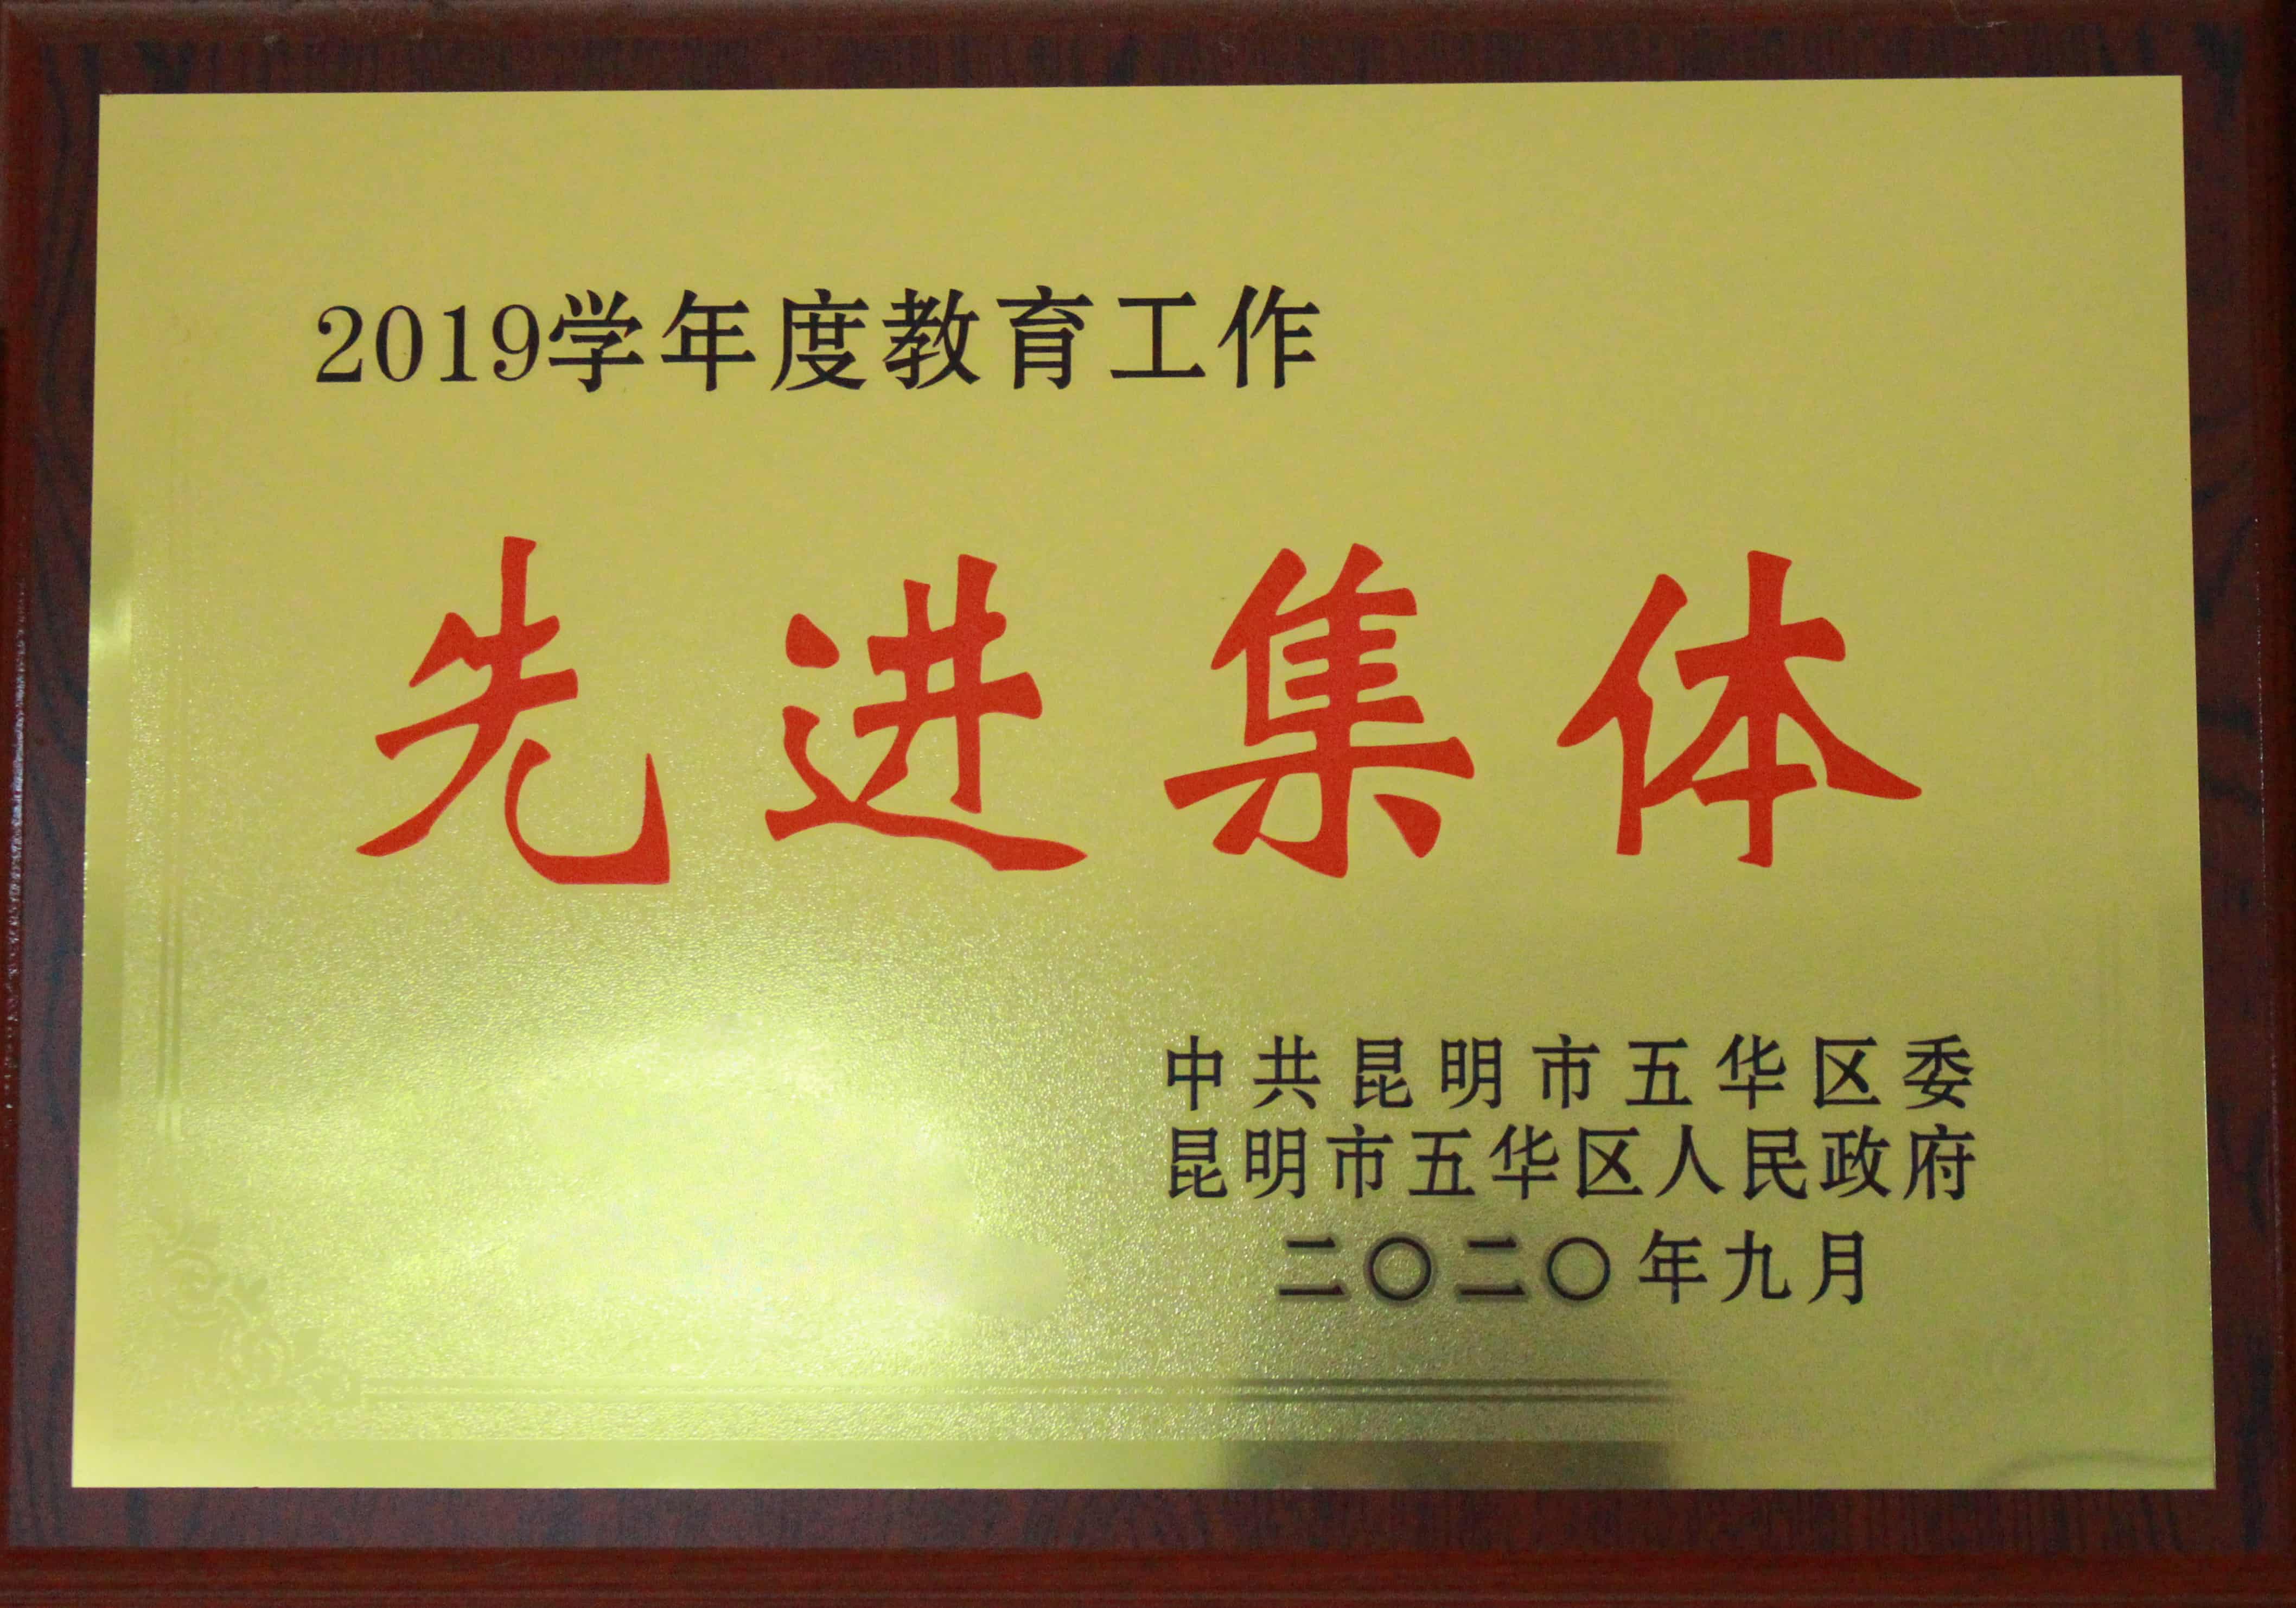 2019学年度教育工作
先进集体
中共昆明市五华区委
昆明市五华区人民政府
二〇二〇年九月